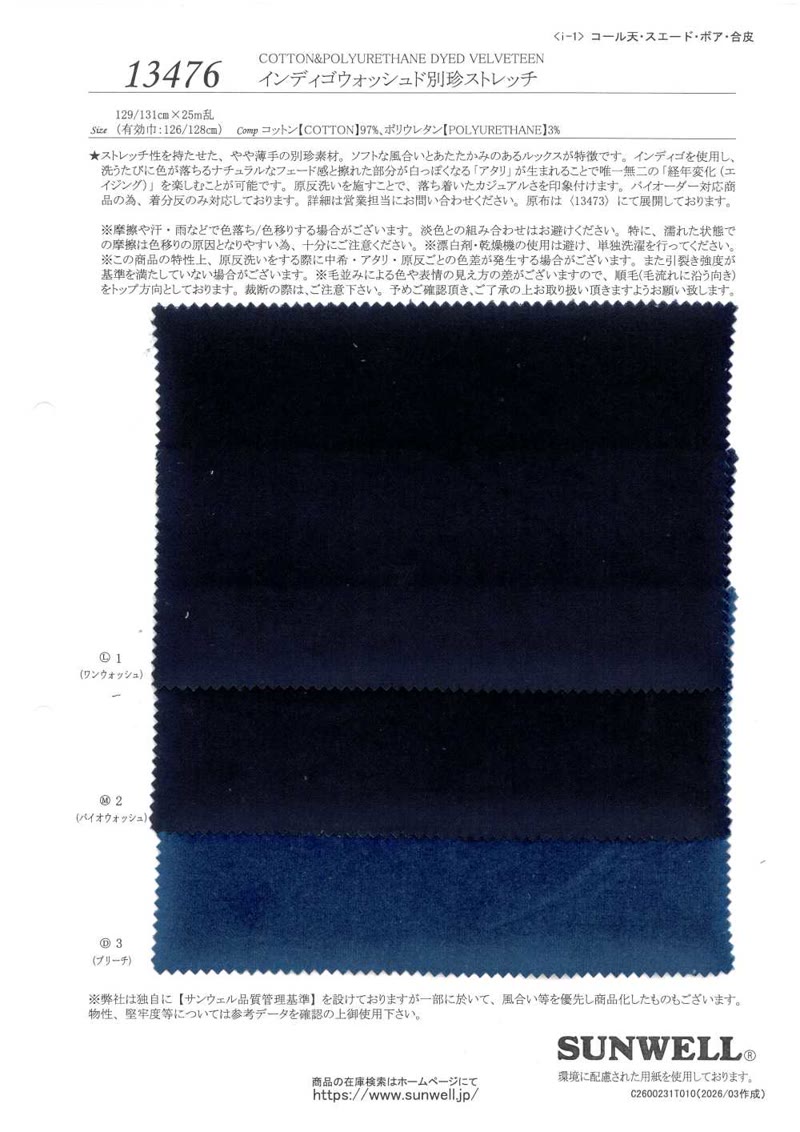 〈i-1〉 コール天・スエード・ボア・合皮
13476
COTTON&POLYURETHANE DYED VELVETEEN
インディゴウォッシュド別珍ストレッチ
129/131cm×25m乱
Size (有効巾:126/128cm) Comp コットン【COTTON】97%、ポリウレタン【POLYURETHANE】3%
★ストレッチ性を持たせた、やや薄手の別珍素材。ソフトな風合いとあたたかみのあるルックスが特徴です。インディゴを使用し、
洗うたびに色が落ちるナチュラルなフェード感と擦れた部分が白っぽくなる「アタリ」が生まれることで唯一無二の「経年変化（エ
イジング）」を楽しむことが可能です。原反洗いを施すことで、落ち着いたカジュアルさを印象付けます。バイオーダー対応商
品の為、着分反のみ対応しております。詳細は営業担当にお問い合わせください。原布は〈13473〉にて展開しております。
※摩擦や汗・雨などで色落ち/色移りする場合がございます。淡色との組み合わせはお避けください。特に、濡れた状態で
の摩擦は色移りの原因となりやすい為、十分にご注意ください。※漂白剤・乾燥機の使用は避け、単独洗濯を行ってください。
※この商品の特性上、原反洗いをする際に中希・アタリ・原反ごとの色差が発生する場合がございます。また引裂き強度が
基準を満たしていない場合がございます。※毛並みによる色や表情の見え方の差がございますので、順毛(毛流れに沿う向き)
をトップ方向としております。裁断の際は、ご注意下さい。予めご確認頂き、ご了承の上お取り扱い頂きますようお願い致します。
Ⓛ 1
(ワンウォッシュ)
Ⓜ 2
(バイオウォッシュ)
Ⓓ 3
(ブリーチ)
※弊社は独自に【サンウェル品質管理基準】を設けておりますが一部に於いて、風合い等を優先し商品化したものもございます。
物性、堅牢度等については参考データを確認の上御使用下さい。
SUNWELL®
環境に配慮された用紙を使用しております。
商品の在庫検索はホームページにて
https://www.sunwell.jp/
C2600231T010(2026/03作成)